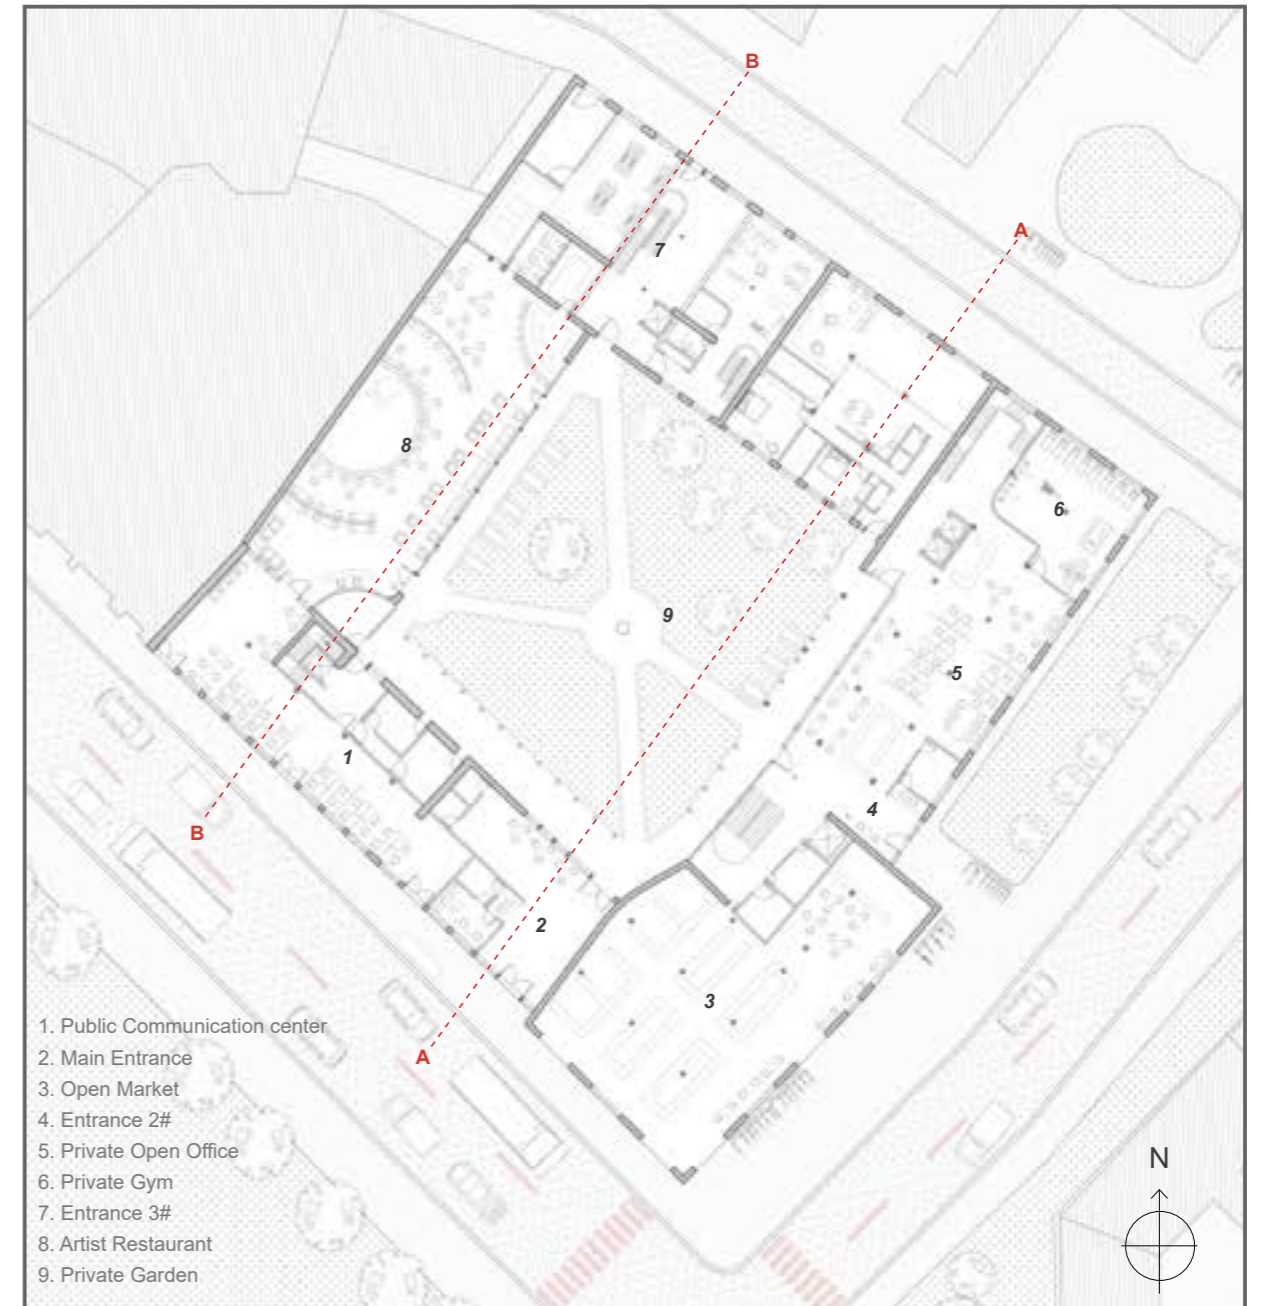 B
A
7
8
6
9
5
1
4
B
2
3
A
1. Public Communication center
2. Main Entrance
3. Open Market
4. Entrance 2#
5. Private Open Office
6. Private Gym
7. Entrance 3#
8. Artist Restaurant
9. Private Garden
N